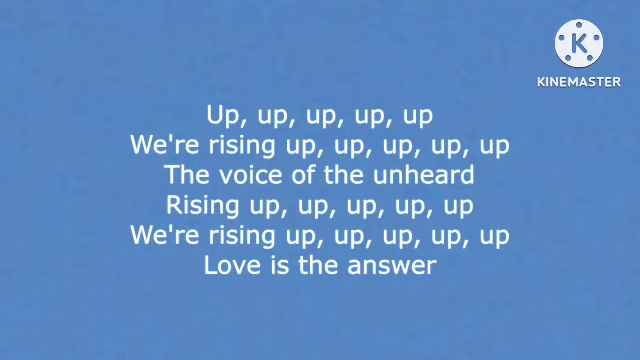 K
KINEMASTER
Up, up, up, up, up
We're rising up, up, up, up, up
The voice of the unheard
Rising up, up, up, up, up
We're rising up, up, up, up, up
Love is the answer